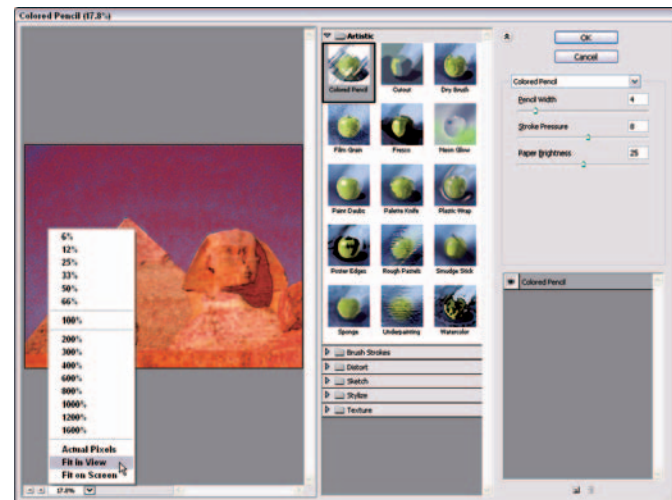 Colored Pencil (17.8%)
6%
12%
25%
33%
50%
66%
100%
200%
300%
400%
600%
800%
1000%
1200%
1600%
Actual Pixels
Fit in View
Fit on Screen
17.8%
Artistic
Colored Pencil Cutout Dry Brush
Film Grain Fresco Neon Glow
Paint Daubs Palette Knife Plastic Wrap
Poster Edges Rough Pastels Smudge Stick
Sponge Underpainting Watercolor
Brush Strokes
Distort
Sketch
Stylize
Texture
OK
Cancel
Colored Pencil
Pencil Width 4
Stroke Pressure 8
Paper Brightness 25
Colored Pencil